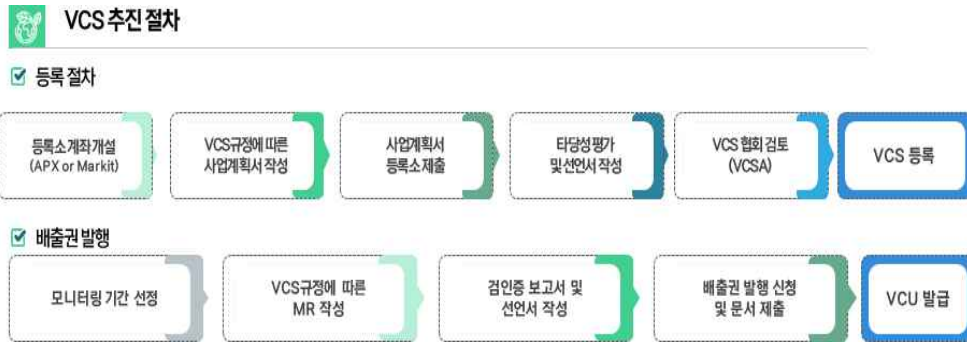 VCS 추진 절차
등록 절차
등록소 계좌 개설
(APX or Markit)
VCS규정에 따른
사업계획서 작성
사업계획서
등록소 제출
타당성 평가
및 선언서 작성
VCS 협회 검토
(VCSA)
VCS 등록
배출권 발행
모니터링 기간 선정
VCS규정에 따른
MR 작성
검인증 보고서 및
선언서 작성
배출권 발행 신청
및 문서 제출
VCU 발급